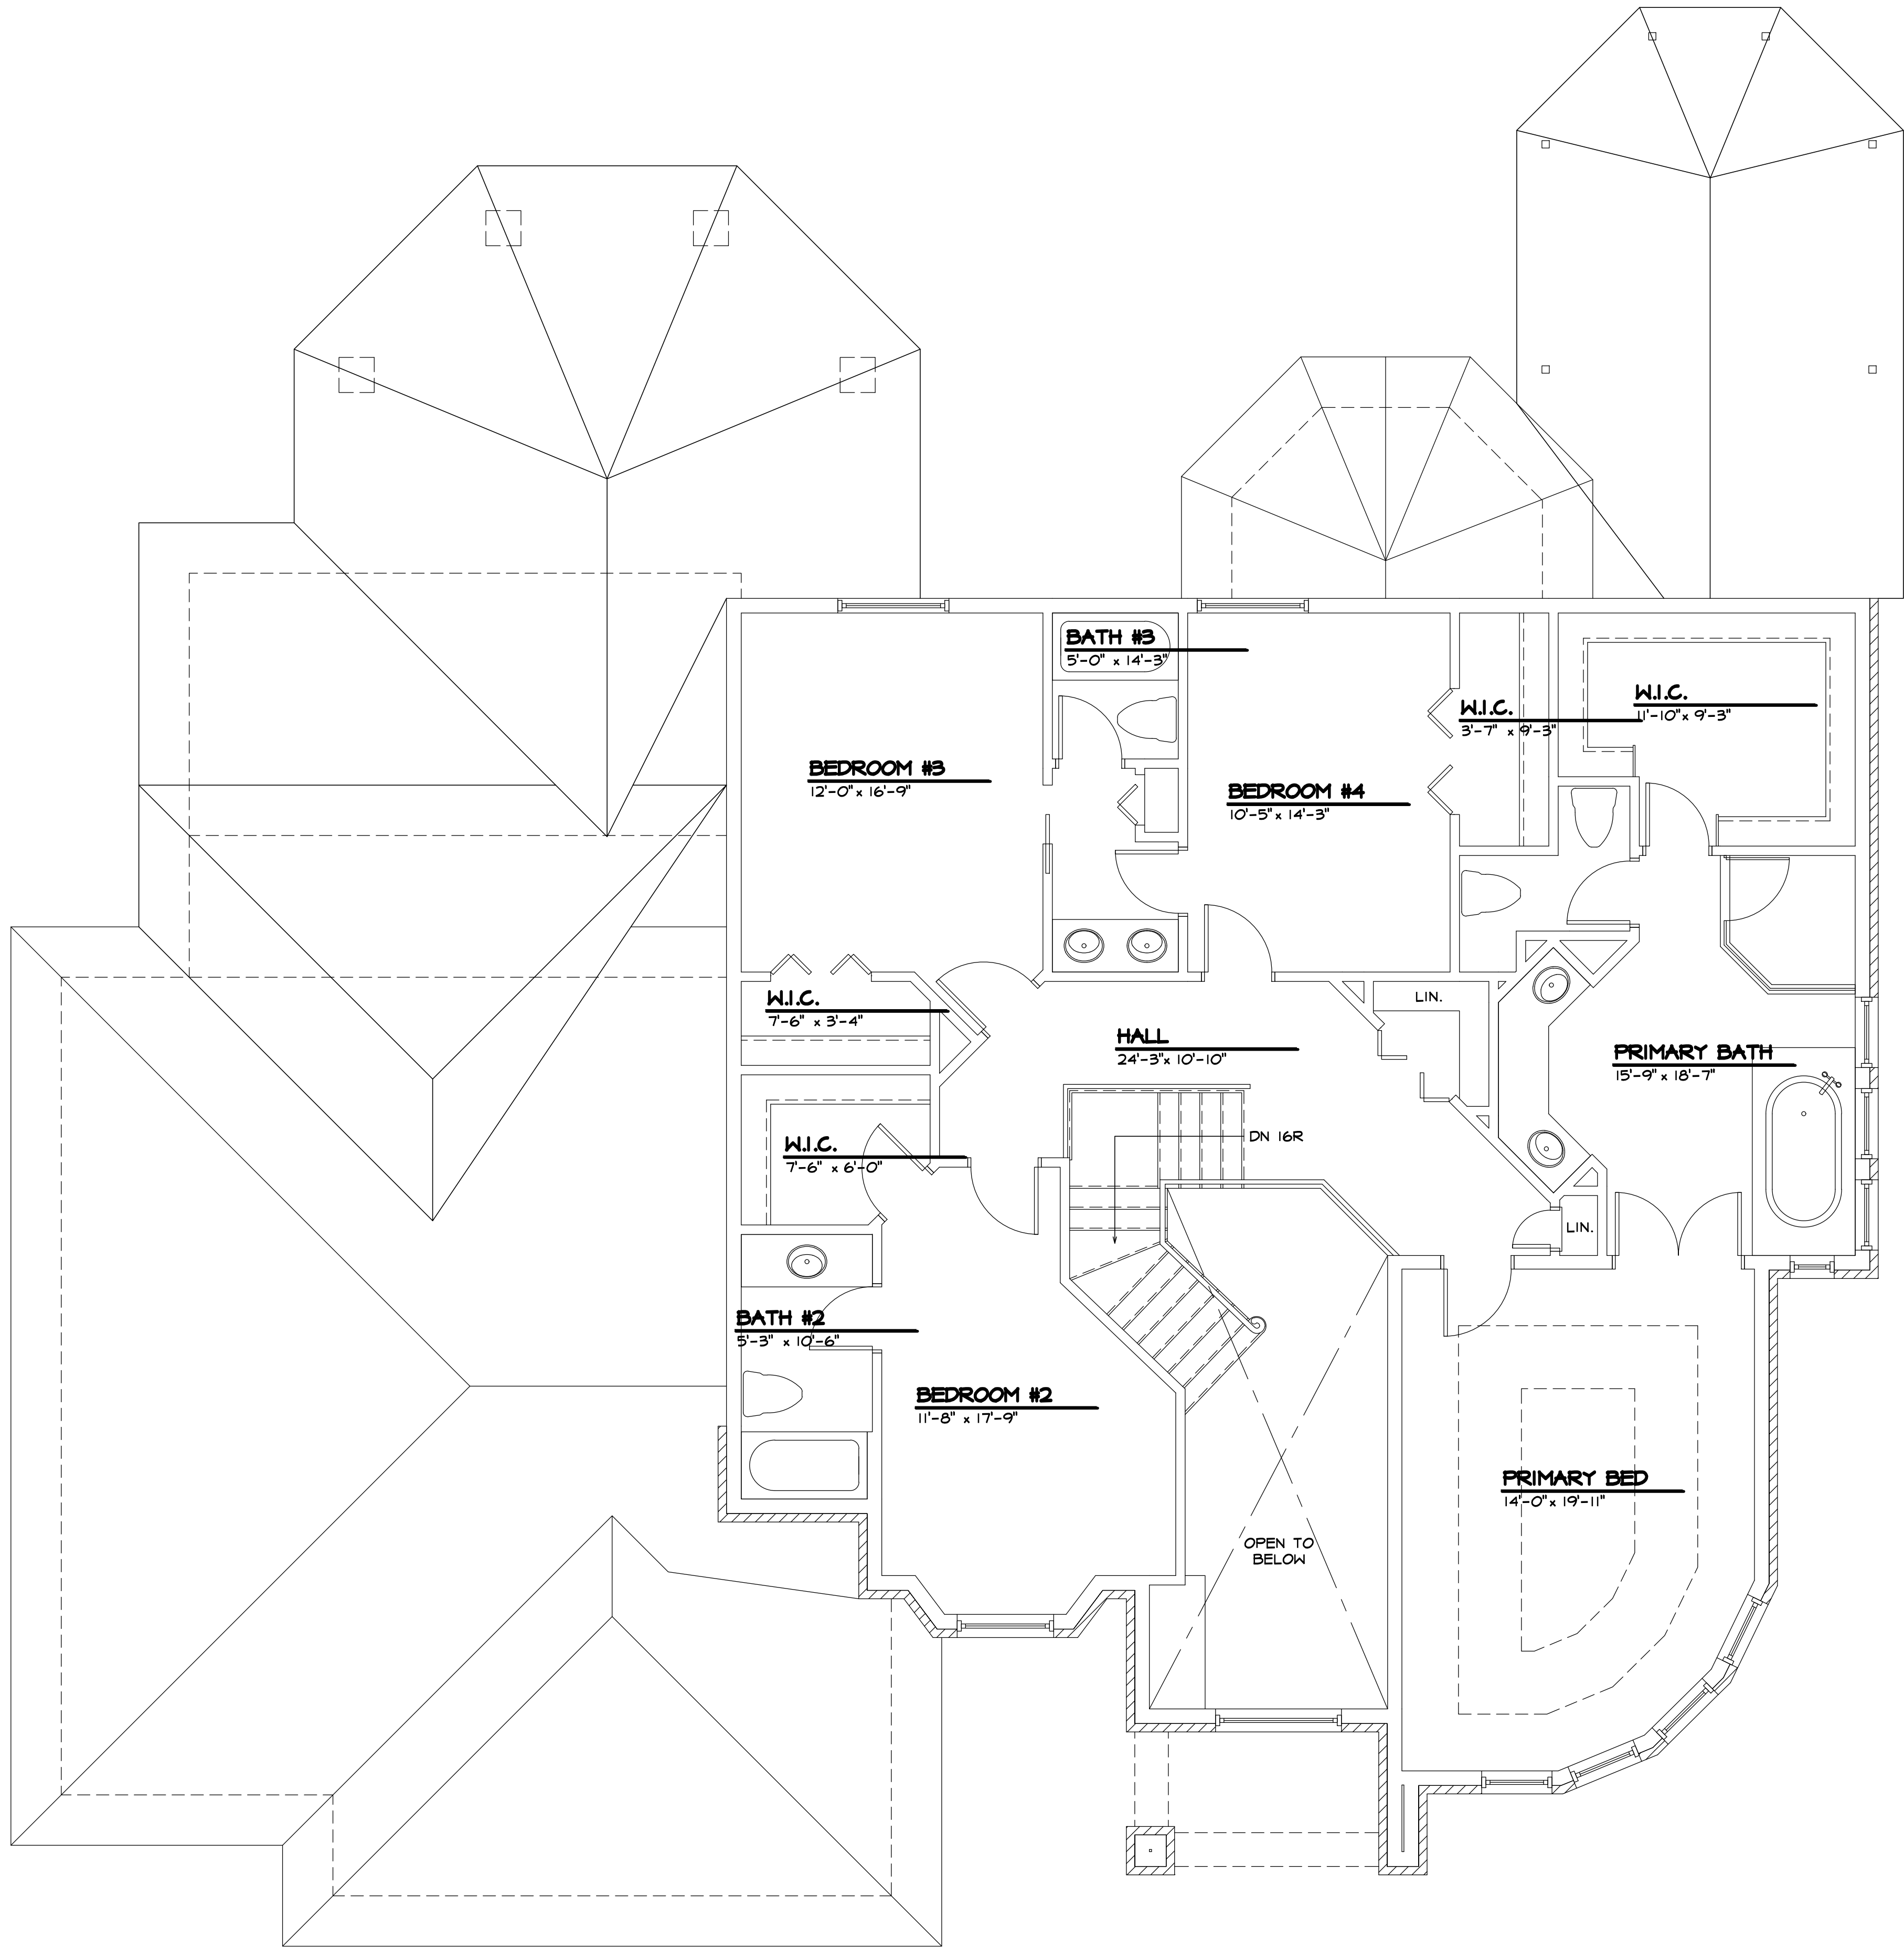 BATH #3
5'-0" x 14'-3"
W.I.C.
11'-10" x 9'-3"
W.I.C.
3'-7" x 9'-3"
BEDROOM #3
12'-0" x 16'-9"
BEDROOM #4
10'-5" x 14'-3"
W.I.C.
7'-6" x 3'-4"
LIN.
HALL
24'-3" x 10'-10"
PRIMARY BATH
15'-9" x 18'-7"
DN 16R
W.I.C.
7'-6" x 6'-0"
LIN.
BATH #2
5'-3" x 10'-6"
BEDROOM #2
11'-8" x 17'-9"
PRIMARY BED
14'-0" x 19'-11"
OPEN TO
BELOW